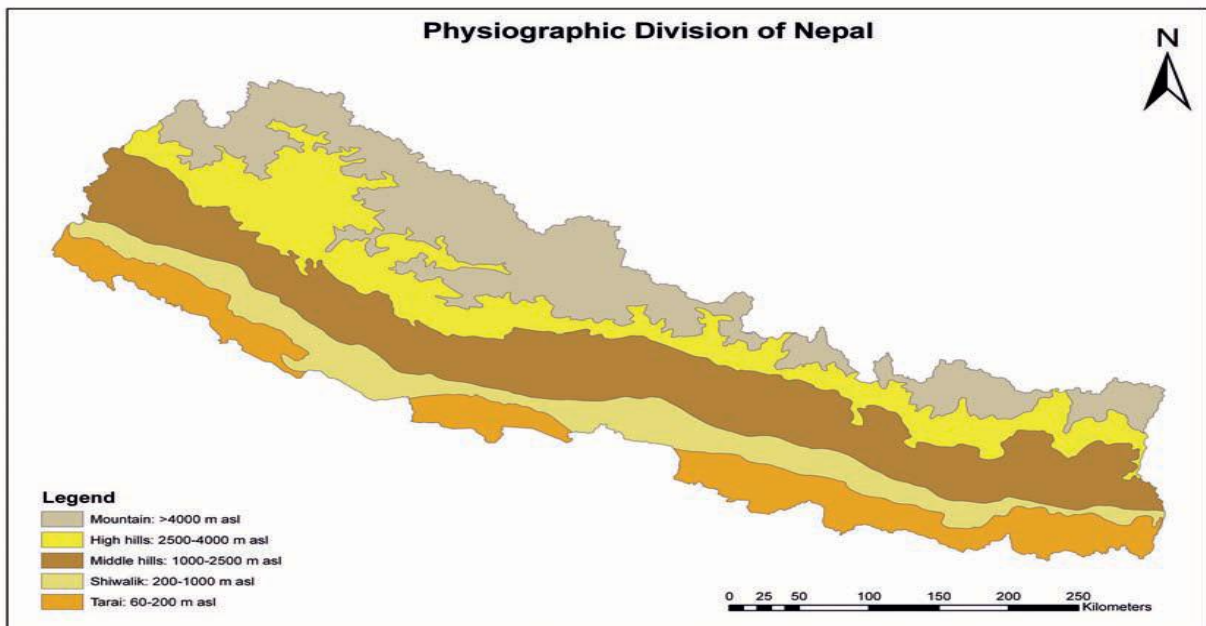 Physiographic Division of Nepal
N
Legend
Mountain: >4000 m asl
High hills: 2500-4000 m asl
Middle hills: 1000-2500 m asl
Shiwalik: 200-1000 m asl
Tarai: 60-200 m asl
0 25 50 100 150 200 250
Kilometers